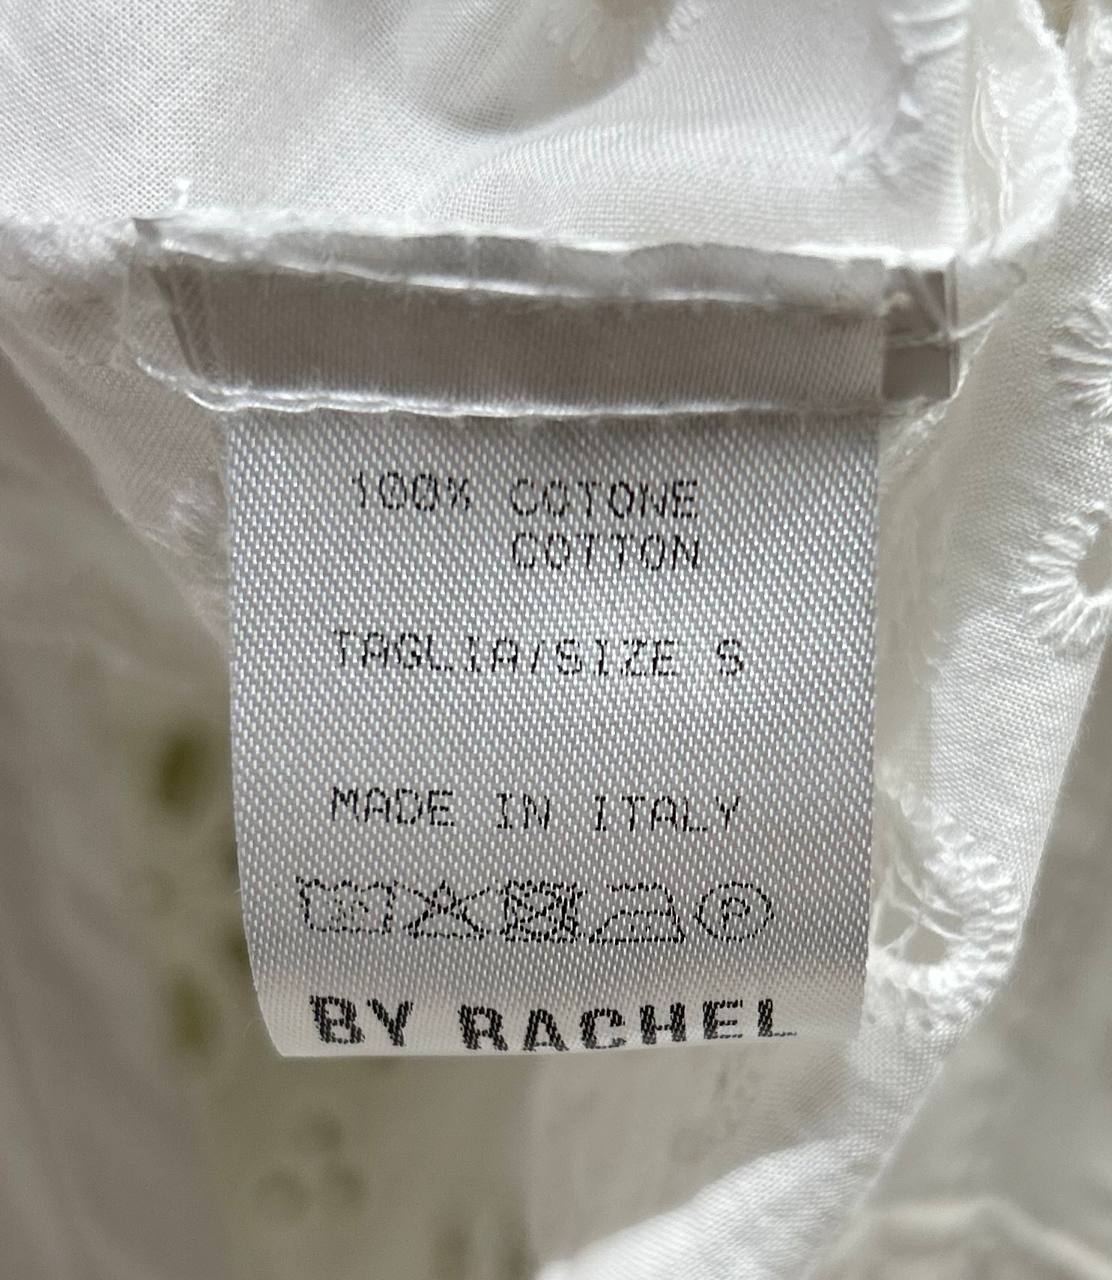 100% COTONE
COTTON
TAGLIA/SIZE S
MADE IN ITALY
P
BY RACHEL